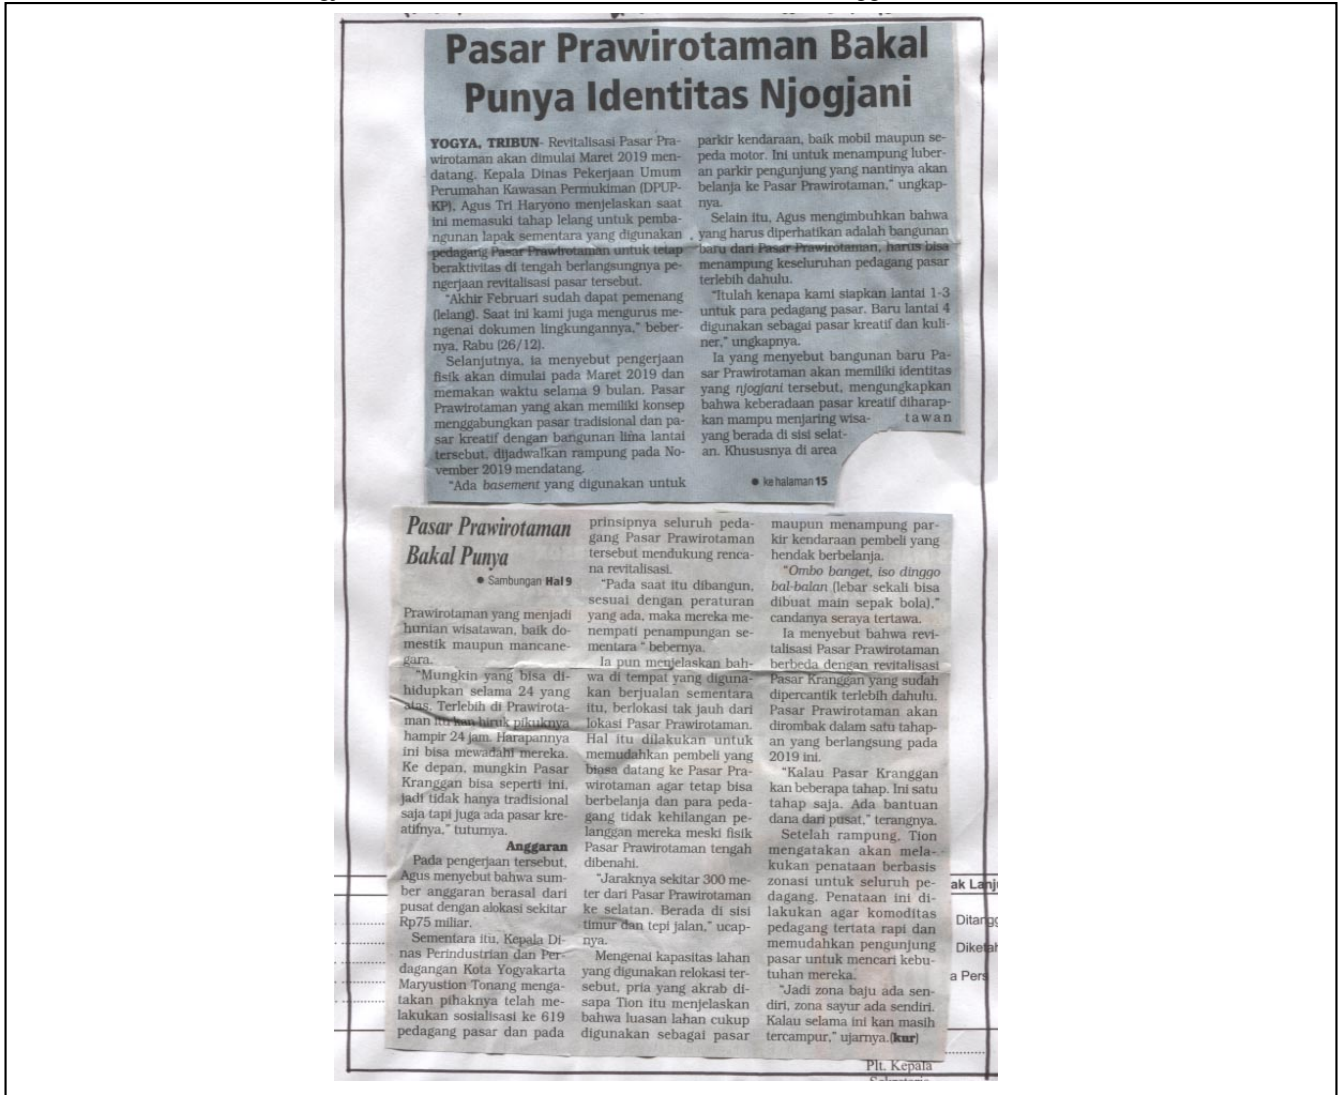 Pasar Prawirotaman Bakal
Punya Identitas Njogjani
YOGYA, TRIBUN- Revitalisasi Pasar Pra-
wirotaman akan dimulai Maret 2019 men-
datang. Kepala Dinas Pekerjaan Umum
Perumahan Kawasan Permukiman (DPUP-
KP), Agus Tri Haryono menjelaskan saat
ini memasuki tahap lelang untuk pemba-
ngunan lapak sementara yang digunakan
pedagang Pasar Prawirotaman untuk tetap
beraktivitas di tengah berlangsungnya pe-
ngerjaan revitalisasi pasar tersebut.
"Akhir Februari sudah dapat pemenang
(lelang). Saat ini kami juga mengurus me-
ngenai dokumen lingkungannya," beber-
nya, Rabu (26/12).
Selanjutnya, ia menyebut pengerjaan
fisik akan dimulai pada Maret 2019 dan
memakan waktu selama 9 bulan. Pasar
Prawirotaman yang akan memiliki konsep
menggabungkan pasar tradisional dan pa-
sar kreatif dengan bangunan lima lantai
tersebut, dijadwalkan rampung pada No-
vember 2019 mendatang.
"Ada basement yang digunakan untuk
parkir kendaraan, baik mobil maupun se-
peda motor. Ini untuk menampung luber-
an parkir pengunjung yang nantinya akan
belanja ke Pasar Prawirotaman," ungkap-
nya.
Selain itu, Agus mengimbuhkan bahwa
yang harus diperhatikan adalah bangunan
baru dari Pasar Prawirotaman, harus bisa
menampung keseluruhan pedagang pasar
terlebih dahulu.
"Itulah kenapa kami siapkan lantai 1-3
untuk para pedagang pasar. Baru lantai 4
digunakan sebagai pasar kreatif dan kuli-
ner," ungkapnya.
Ia yang menyebut bangunan baru Pa-
sar Prawirotaman akan memiliki identitas
yang njogjani tersebut, mengungkapkan
bahwa keberadaan pasar kreatif diharap-
kan mampu menjaring wisa- tawan
yang berada di sisi selat-
an. Khususnya di area
● ke halaman 15
Pasar Prawirotaman
Bakal Punya
● Sambungan Hal 9
Prawirotaman yang menjadi
hunian wisatawan, baik do-
mestik maupun mancane-
gara.
"Mungkin yang bisa di-
hidupkan selama 24 yang
atas. Terlebih di Prawirota-
man itu kan hiruk pikuknya
hampir 24 jam. Harapannya
ini bisa mewadahi mereka.
Ke depan, mungkin Pasar
Kranggan bisa seperti ini,
jadi tidak hanya tradisional
saja tapi juga ada pasar kre-
atifnya," tuturnya.
Anggaran
Pada pengerjaan tersebut,
Agus menyebut bahwa sum-
ber anggaran berasal dari
pusat dengan alokasi sekitar
Rp75 miliar.
Sementara itu, Kepala Di-
nas Perindustrian dan Per-
dagangan Kota Yogyakarta
Maryustion Tonang menga-
takan pihaknya telah me-
lakukan sosialisasi ke 619
pedagang pasar dan pada
prinsipnya seluruh peda-
gang Pasar Prawirotaman
tersebut mendukung renca-
na revitalisasi.
"Pada saat itu dibangun,
sesuai dengan peraturan
yang ada, maka mereka me-
nempati penampungan se-
mentara " bebernya.
Ia pun menjelaskan bah-
wa di tempat yang diguna-
kan berjualan sementara
itu, berlokasi tak jauh dari
lokasi Pasar Prawirotaman.
Hal itu dilakukan untuk
memudahkan pembeli yang
biasa datang ke Pasar Pra-
wirotaman agar tetap bisa
berbelanja dan para peda-
gang tidak kehilangan pe-
langgan mereka meski fisik
Pasar Prawirotaman tengah
dibenahi.
"Jaraknya sekitar 300 me-
ter dari Pasar Prawirotaman
ke selatan. Berada di sisi
timur dan tepi jalan," ucap-
nya.
Mengenai kapasitas lahan
yang digunakan relokasi ter-
sebut, pria yang akrab di-
sapa Tion itu menjelaskan
bahwa luasan lahan cukup
digunakan sebagai pasar
maupun menampung par-
kir kendaraan pembeli yang
hendak berbelanja.
"Ombo banget, iso dinggo
bal-balan (lebar sekali bisa
dibuat main sepak bola),"
candanya seraya tertawa.
Ia menyebut bahwa revi-
talisasi Pasar Prawirotaman
berbeda dengan revitalisasi
Pasar Kranggan yang sudah
dipercantik terlebih dahulu.
Pasar Prawirotaman akan
dirombak dalam satu tahap-
an yang berlangsung pada
2019 ini.
"Kalau Pasar Kranggan
kan beberapa tahap. Ini satu
tahap saja. Ada bantuan
dana dari pusat," terangnya.
Setelah rampung, Tion
mengatakan akan mela-
kukan penataan berbasis
zonasi untuk seluruh pe-
dagang. Penataan ini di-
lakukan agar komoditas
pedagang tertata rapi dan
memudahkan pengunjung
pasar untuk mencari kebu-
tuhan mereka.
"Jadi zona baju ada sen-
diri, zona sayur ada sendiri.
Kalau selama ini kan masih
tercampur," ujarnya.(kur)
ak Lanj
Ditangg
Diketah
a Pers
Plt. Kepala